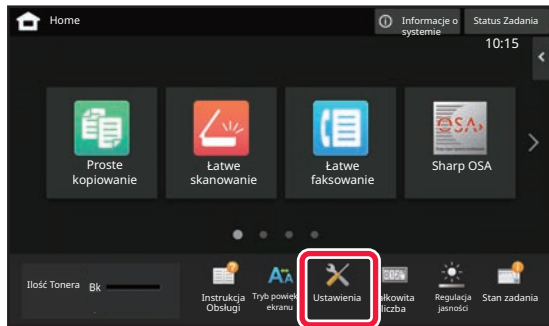 Home
Informacje o
systemie
Status Zadania
10:15
Proste
kopiowanie
Łatwe
skanowanie
Łatwe
faksowanie
Sharp OSA
Ilość Tonera
Bk
Instrukcja
Obsługi
Tryb powięk
ekranu
Ustawienia
ałkowita
liczba
Regulacja
jasności
Stan zadania